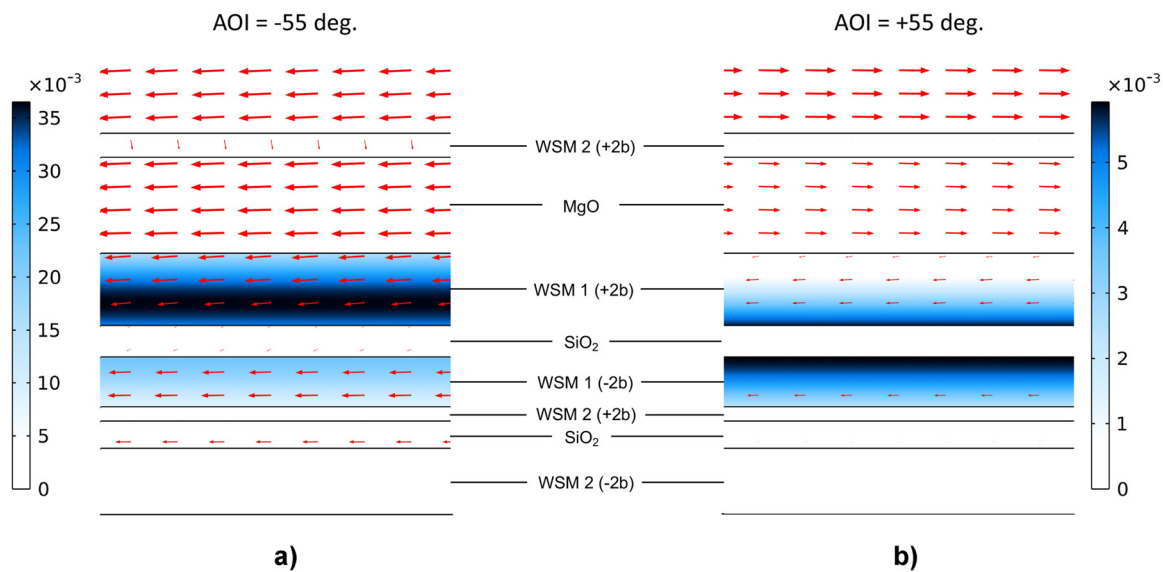 AOI = -55 deg.
AOI = +55 deg.
×10⁻³
35
30
25
20
15
10
5
0
WSM 2 (+2b)
MgO
WSM 1 (+2b)
SiO₂
WSM 1 (-2b)
WSM 2 (+2b)
SiO₂
WSM 2 (-2b)
×10⁻³
5
4
3
2
1
0
a)
b)